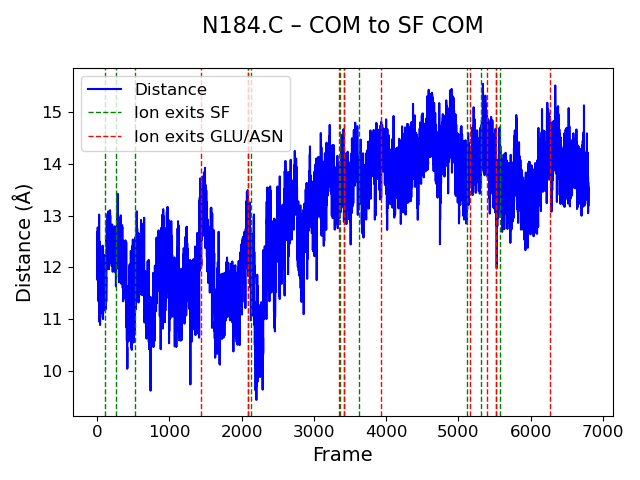 N184.C – COM to SF COM
Distance
Ion exits SF
Ion exits GLU/ASN
Distance (Å)
15
14
13
12
11
10
0 1000 2000 3000 4000 5000 6000 7000
Frame